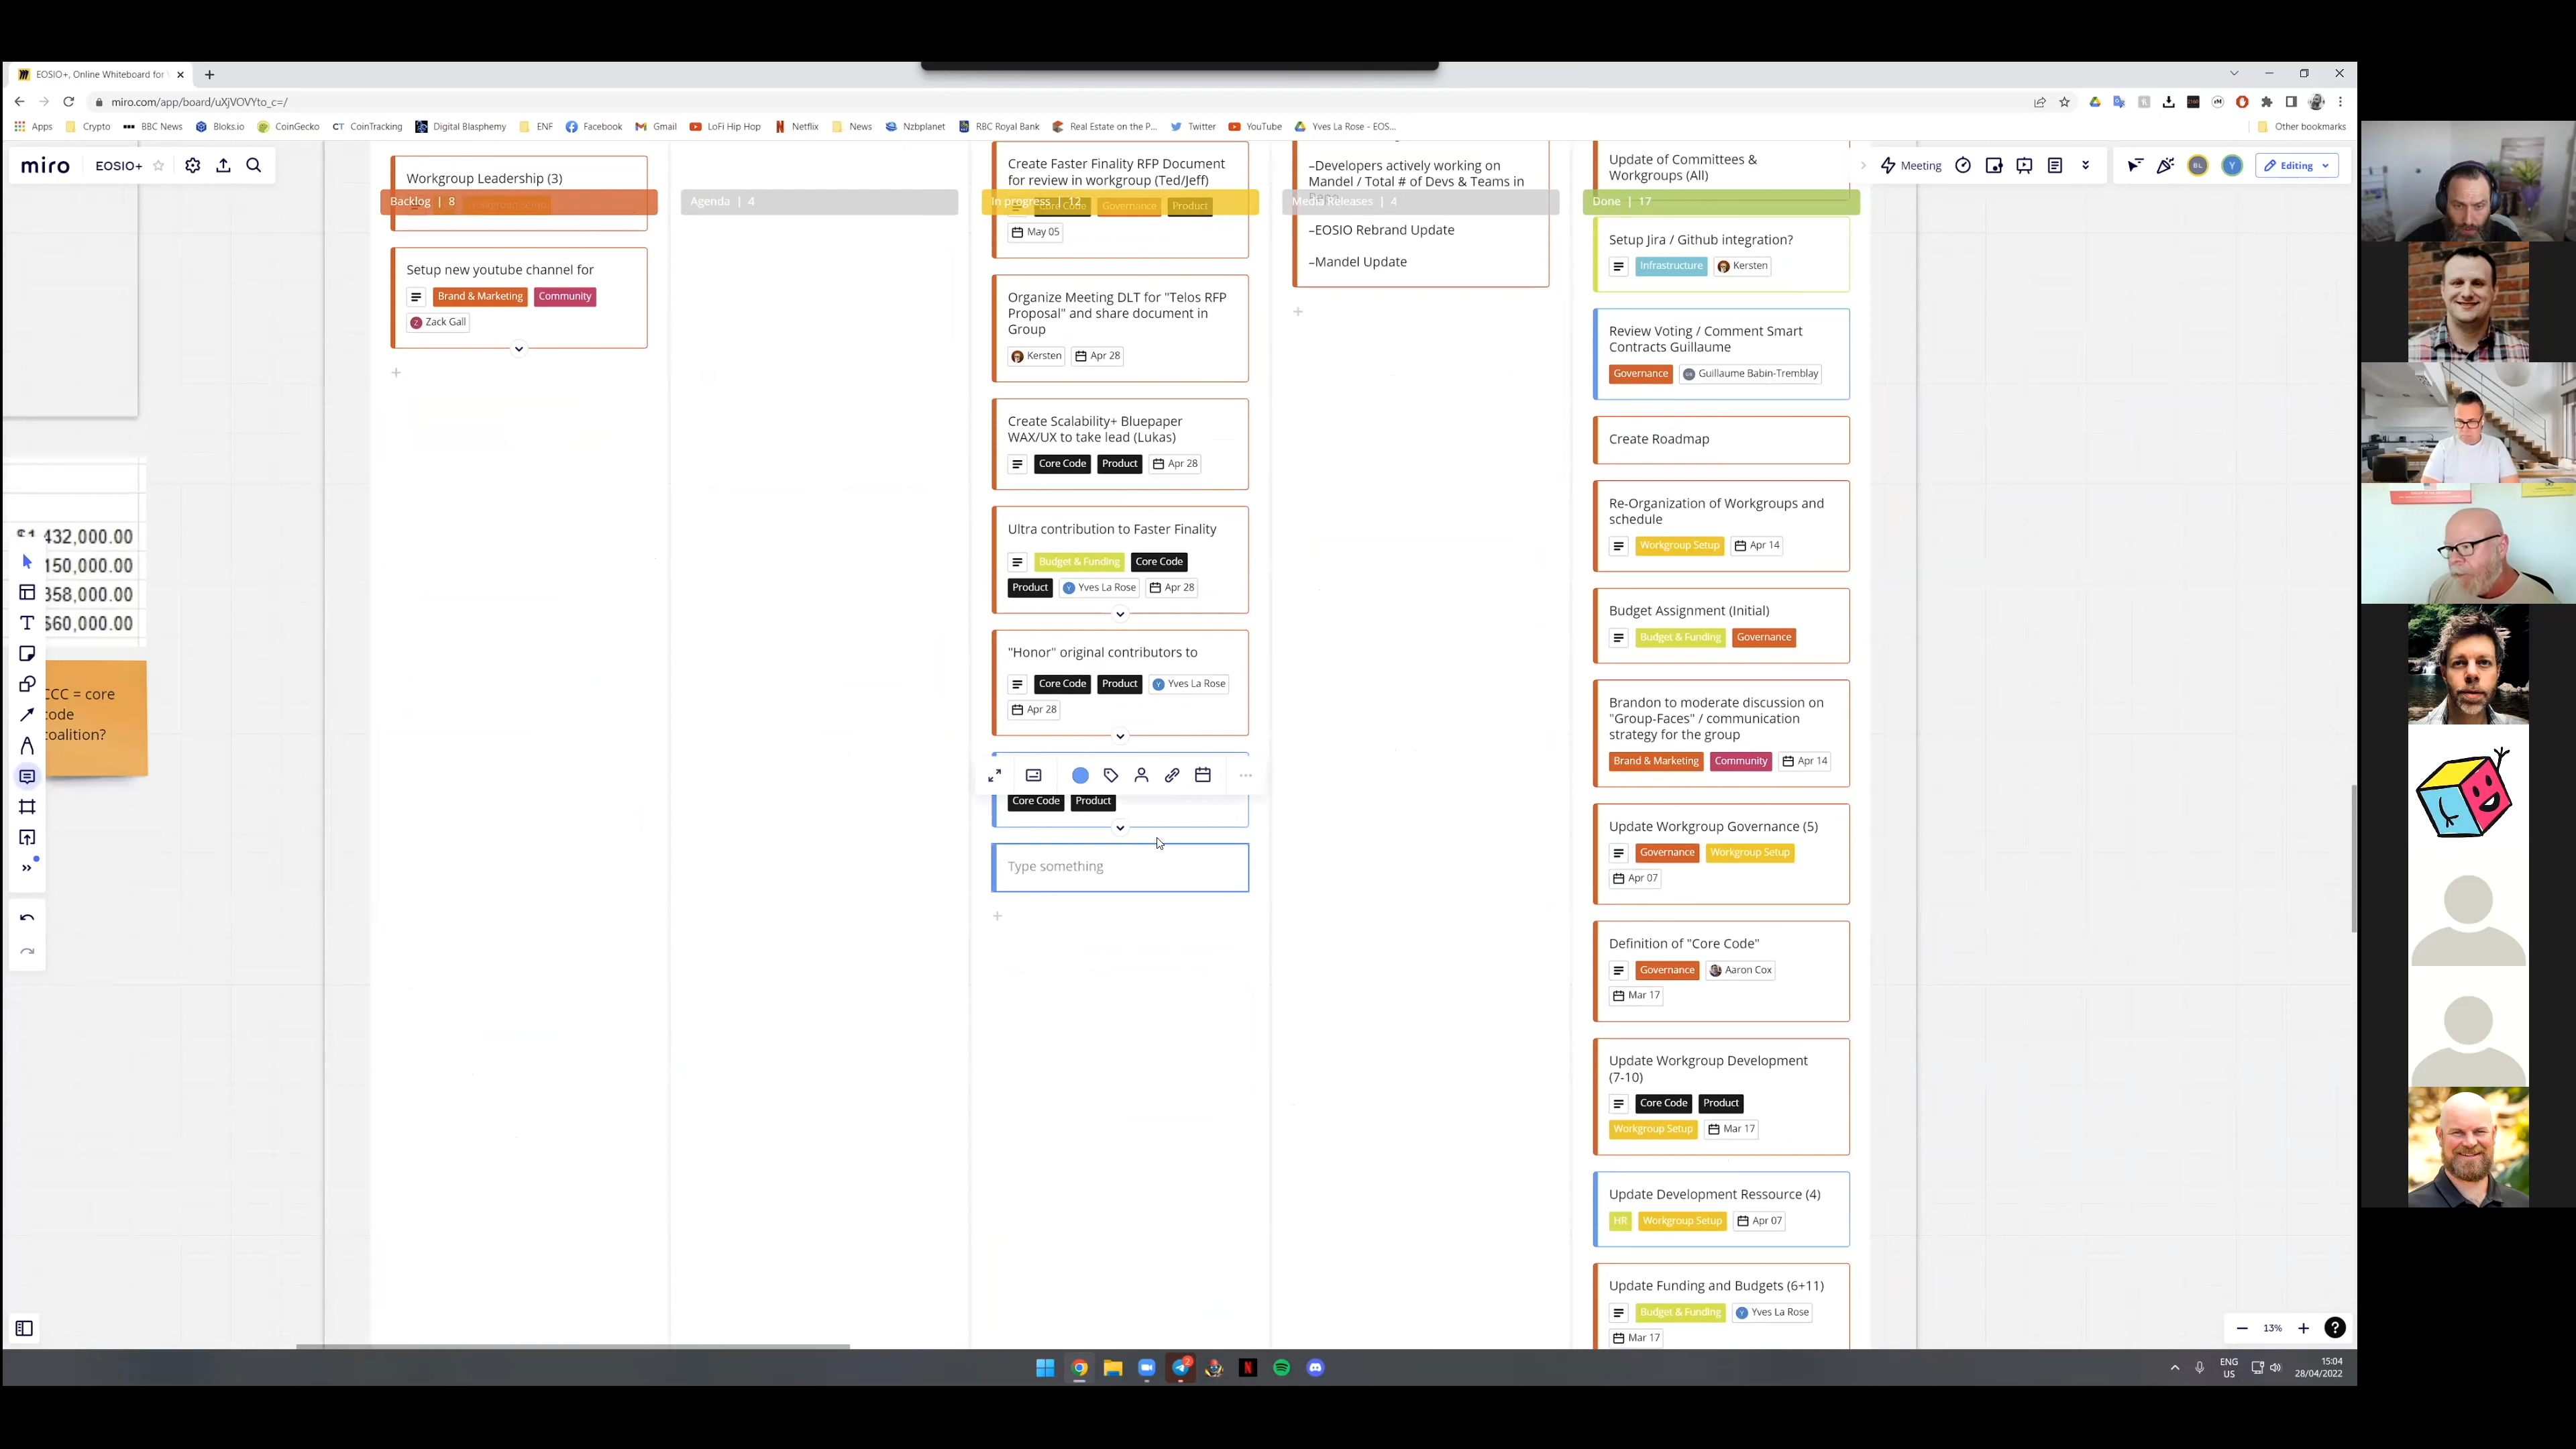 EOSIO+, Online Whiteboard for
miro.com/app/board/uXjVOVYto_c=/
Apps
Crypto
BBC News
Bloks.io
CoinGecko
CT CoinTracking
Digital Blasphemy
ENF
Facebook
Gmail
LoFi Hip Hop
Netflix
News
Nzbplanet
RBC Royal Bank
Real Estate on the P...
Twitter
YouTube
Yves La Rose - EOS...
Other bookmarks
miro
EOSIO+
Meeting
BL
Y
Editing
Workgroup Leadership (3)
Backlog | 8
Setup new youtube channel for
Brand & Marketing
Community
Z Zack Gall
432,000.00
150,000.00
358,000.00
$60,000.00
CCC = core
code
coalition?
Agenda | 4
Create Faster Finality RFP Document
for review in workgroup (Ted/Jeff)
In progress | 12
Core Code
Governance
Product
May 05
Organize Meeting DLT for "Telos RFP
Proposal" and share document in
Group
Kersten
Apr 28
Create Scalability+ Bluepaper
WAX/UX to take lead (Lukas)
Core Code
Product
Apr 28
Ultra contribution to Faster Finality
Budget & Funding
Core Code
Product
Y Yves La Rose
Apr 28
"Honor" original contributors to
Core Code
Product
Y Yves La Rose
Apr 28
Core Code
Product
Type something
–Developers actively working on
Mandel / Total # of Devs & Teams in
Media Releases | 4
–EOSIO Rebrand Update
–Mandel Update
Update of Committees &
Workgroups (All)
Done | 17
Setup Jira / Github integration?
Infrastructure
Kersten
Review Voting / Comment Smart
Contracts Guillaume
Governance
Guillaume Babin-Tremblay
Create Roadmap
Re-Organization of Workgroups and
schedule
Workgroup Setup
Apr 14
Budget Assignment (Initial)
Budget & Funding
Governance
Brandon to moderate discussion on
"Group-Faces" / communication
strategy for the group
Brand & Marketing
Community
Apr 14
Update Workgroup Governance (5)
Governance
Workgroup Setup
Apr 07
Definition of "Core Code"
Governance
Aaron Cox
Mar 17
Update Workgroup Development
(7-10)
Core Code
Product
Workgroup Setup
Mar 17
Update Development Ressource (4)
HR
Workgroup Setup
Apr 07
Update Funding and Budgets (6+11)
Budget & Funding
Y Yves La Rose
Mar 17
13%
ENG
US
15:04
28/04/2022